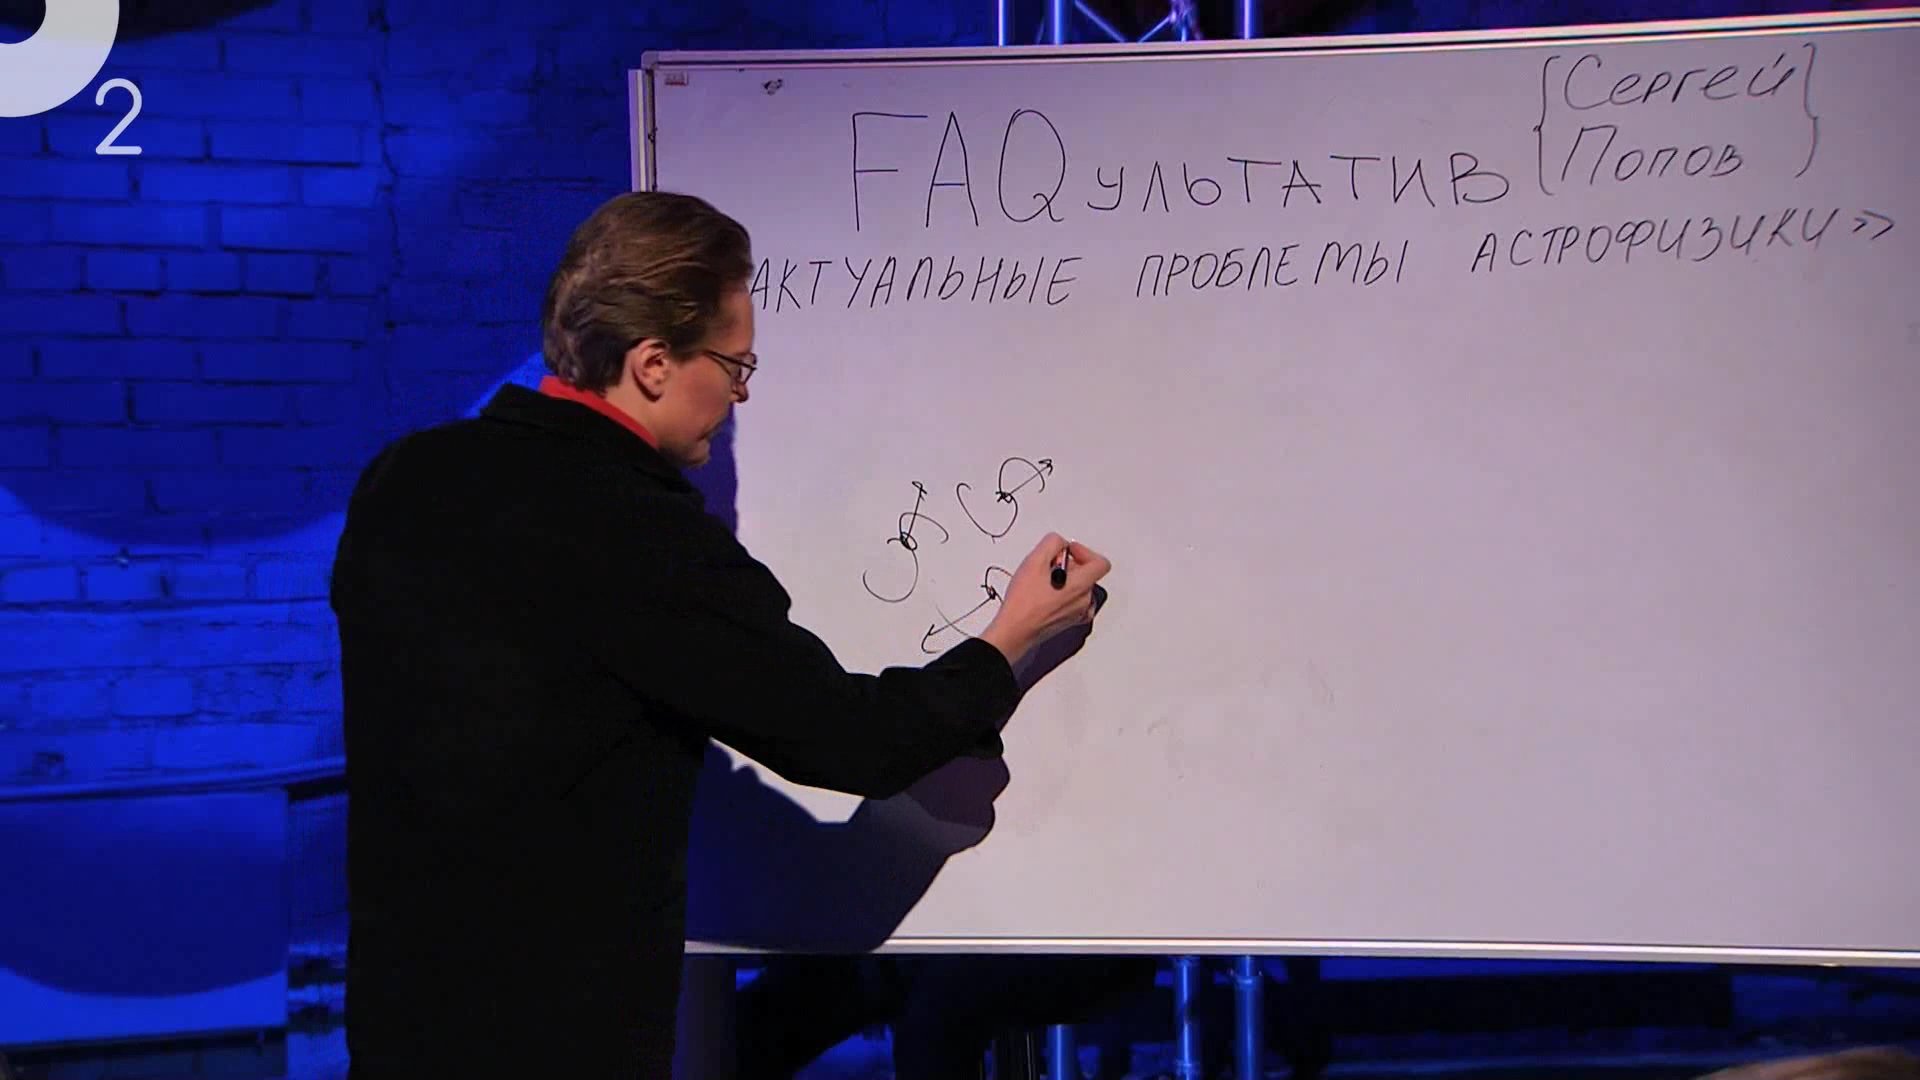 2
{Сергей
Попов}
FAQУЛЬТАТИВ
АКТУАЛЬНЫЕ ПРОБЛЕМЫ АСТРОФИЗИКИ»